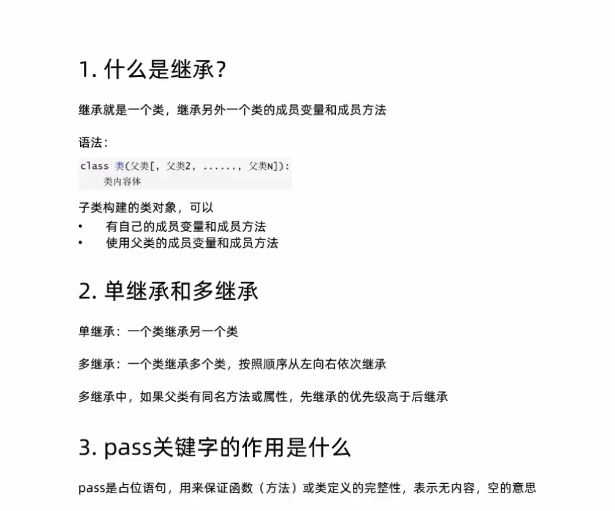 1. 什么是继承？
继承就是一个类，继承另外一个类的成员变量和成员方法
语法：
class 类(父类[, 父类2, ......, 父类N]):
类内容体
子类构建的类对象，可以
• 有自己的成员变量和成员方法
• 使用父类的成员变量和成员方法
2. 单继承和多继承
单继承：一个类继承另一个类
多继承：一个类继承多个类，按照顺序从左向右依次继承
多继承中，如果父类有同名方法或属性，先继承的优先级高于后继承
3. pass关键字的作用是什么
pass是占位语句，用来保证函数（方法）或类定义的完整性，表示无内容，空的意思